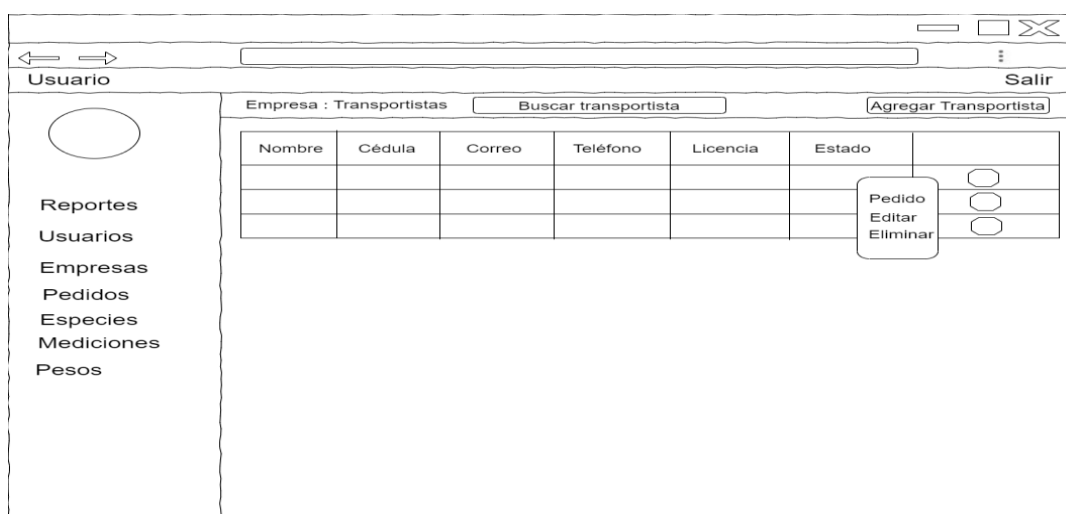 Usuario
Salir
Empresa : Transportistas
Buscar transportista
Agregar Transportista
Nombre
Cédula
Correo
Teléfono
Licencia
Estado
Pedido
Editar
Eliminar
Reportes
Usuarios
Empresas
Pedidos
Especies
Mediciones
Pesos